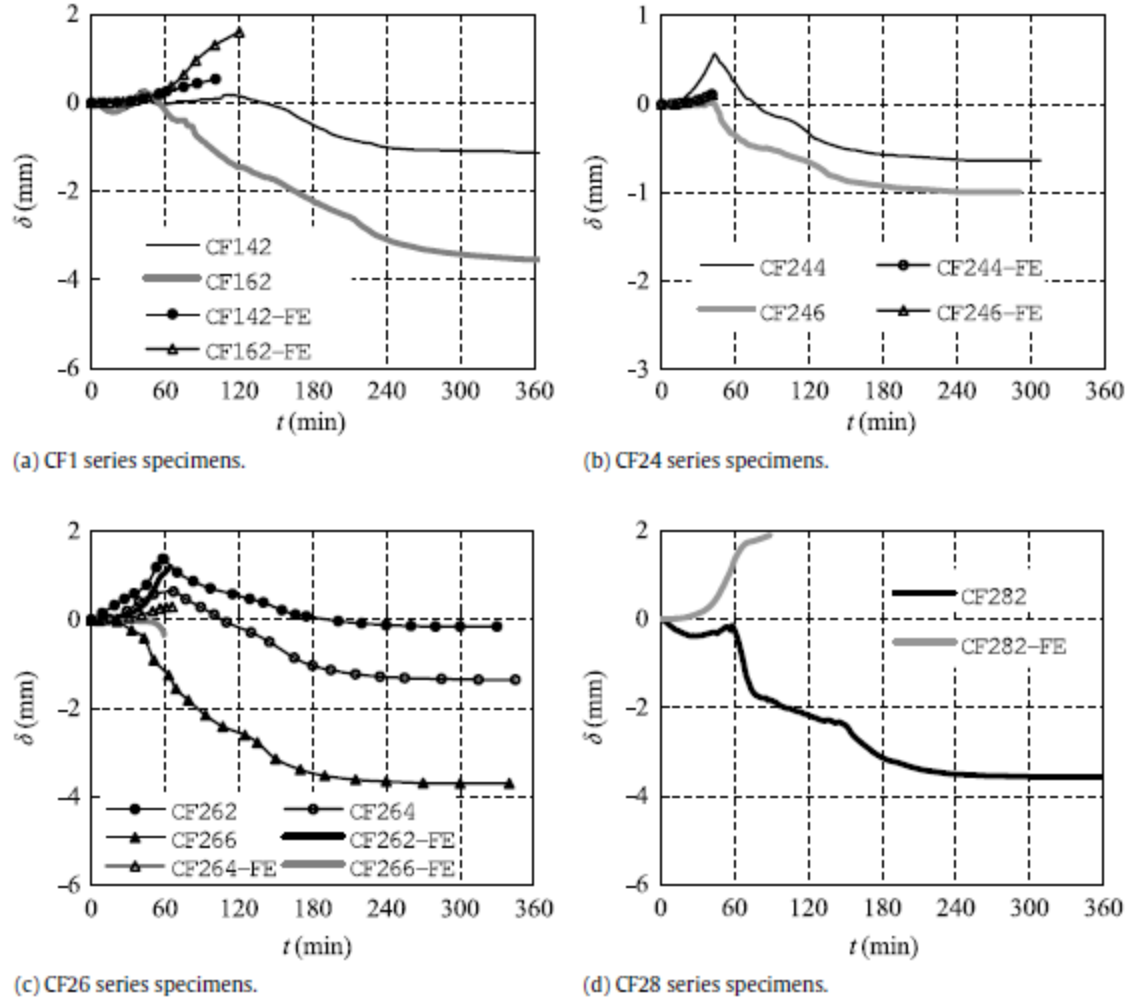 2
0
−2
−4
−6
δ (mm)
CF142
CF162
CF142−FE
CF162−FE
0 60 120 180 240 300 360
t (min)
(a) CF1 series specimens.
1
0
−1
−2
−3
δ (mm)
CF244 CF244−FE
CF246 CF246−FE
0 60 120 180 240 300 360
t (min)
(b) CF24 series specimens.
2
0
−2
−4
−6
δ (mm)
CF262 CF264
CF266 CF262−FE
CF264−FE CF266−FE
0 60 120 180 240 300 360
t (min)
(c) CF26 series specimens.
2
0
−2
−4
−6
δ (mm)
CF282
CF282−FE
0 60 120 180 240 300 360
t (min)
(d) CF28 series specimens.